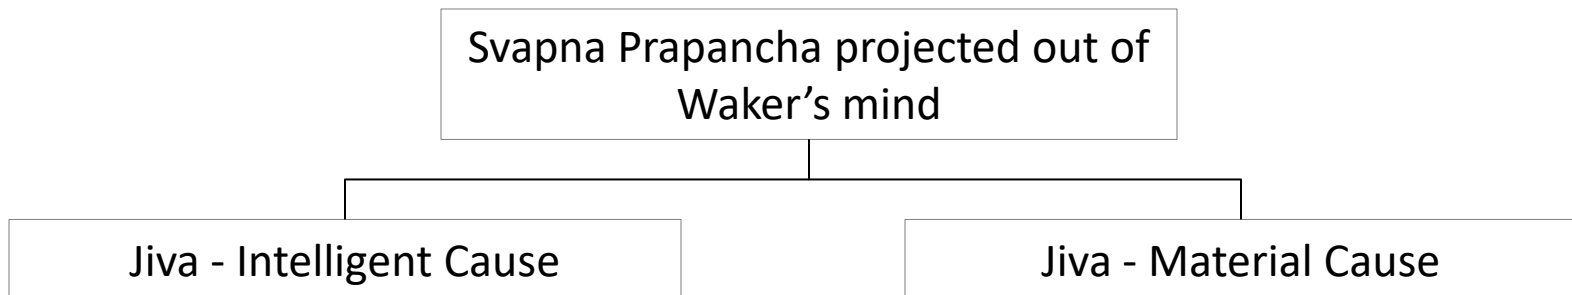 Svapna Prapancha projected out of
Waker’s mind
Jiva - Intelligent Cause
Jiva - Material Cause